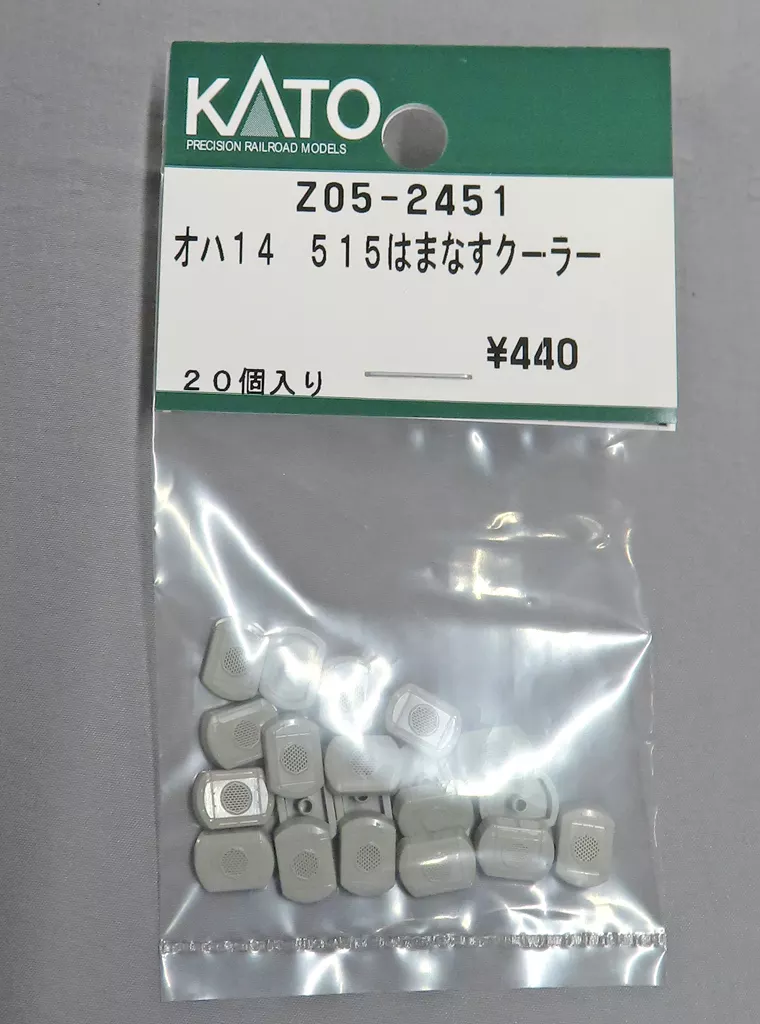 KATO
PRECISION RAILROAD MODELS
Z05-2451
オハ14 515はまなすクーラー
¥440
20個入り